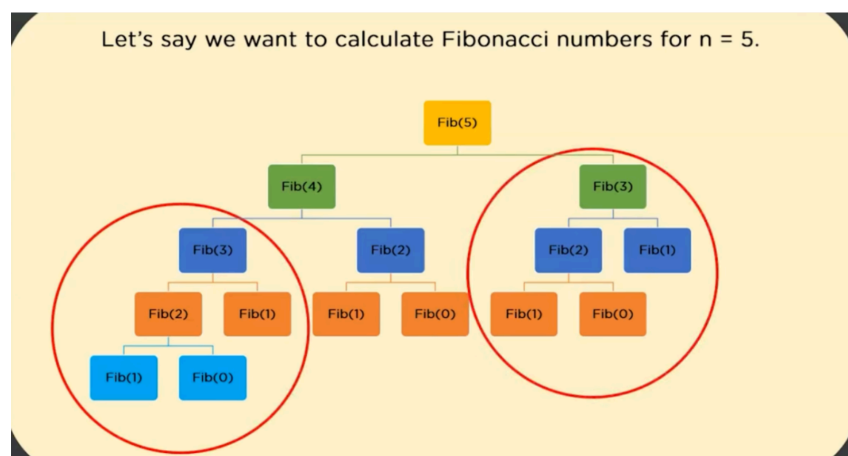 Let's say we want to calculate Fibonacci numbers for n = 5.
Fib(5)
Fib(4) Fib(3)
Fib(3) Fib(2) Fib(2) Fib(1)
Fib(2) Fib(1) Fib(1) Fib(0) Fib(1) Fib(0)
Fib(1) Fib(0)